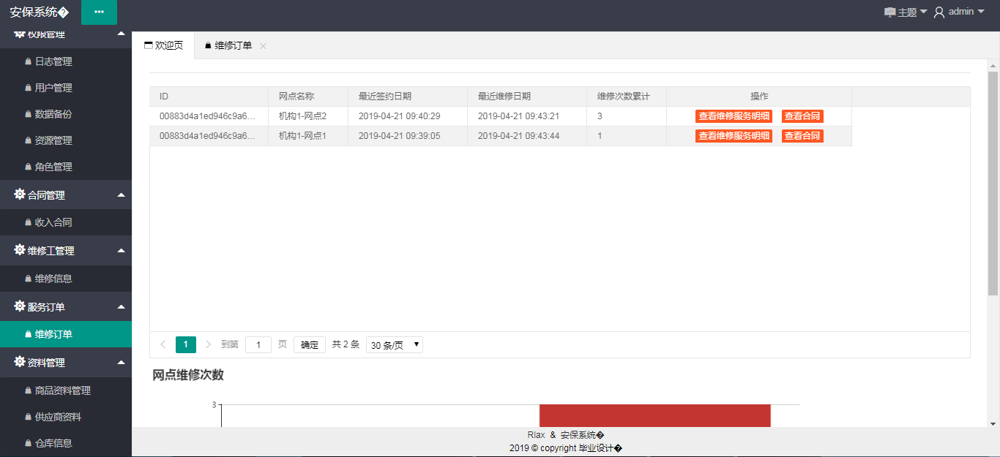 安保系统� ••• 主题 admin
权限管理
日志管理
用户管理
数据备份
资源管理
角色管理
合同管理
收入合同
维修工管理
维修信息
服务订单
维修订单
资料管理
商品资料管理
供应商资料
仓库信息
欢迎页 维修订单
ID 网点名称 最近签约日期 最近维修日期 维修次数累计 操作
00883d4a1ed946c9a6... 机构1-网点2 2019-04-21 09:40:29 2019-04-21 09:43:21 3 查看维修服务明细 查看合同
00883d4a1ed946c9a6... 机构1-网点1 2019-04-21 09:39:05 2019-04-21 09:43:44 1 查看维修服务明细 查看合同
1 到第 1 页 确定 共 2 条 30 条/页
网点维修次数
3
Rlax & 安保系统�
2019 © copyright 毕业设计�